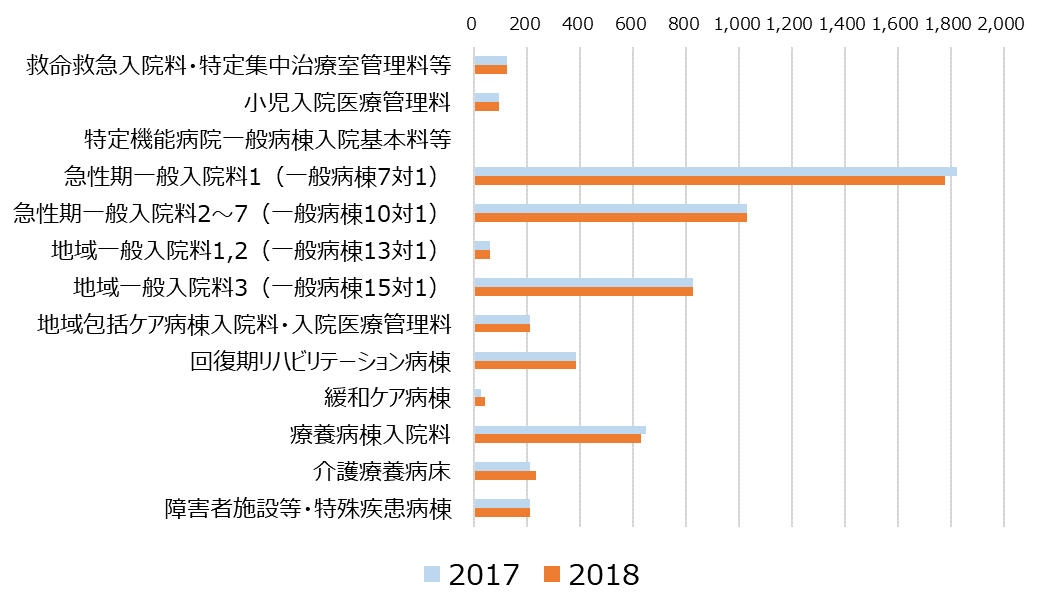 0 200 400 600 800 1,000 1,200 1,400 1,600 1,800 2,000
救命救急入院料・特定集中治療室管理料等
小児入院医療管理料
特定機能病院一般病棟入院基本料等
急性期一般入院料1（一般病棟7対1）
急性期一般入院料2～7（一般病棟10対1）
地域一般入院料1,2（一般病棟13対1）
地域一般入院料3（一般病棟15対1）
地域包括ケア病棟入院料・入院医療管理料
回復期リハビリテーション病棟
緩和ケア病棟
療養病棟入院料
介護療養病床
障害者施設等・特殊疾患病棟
2017 2018